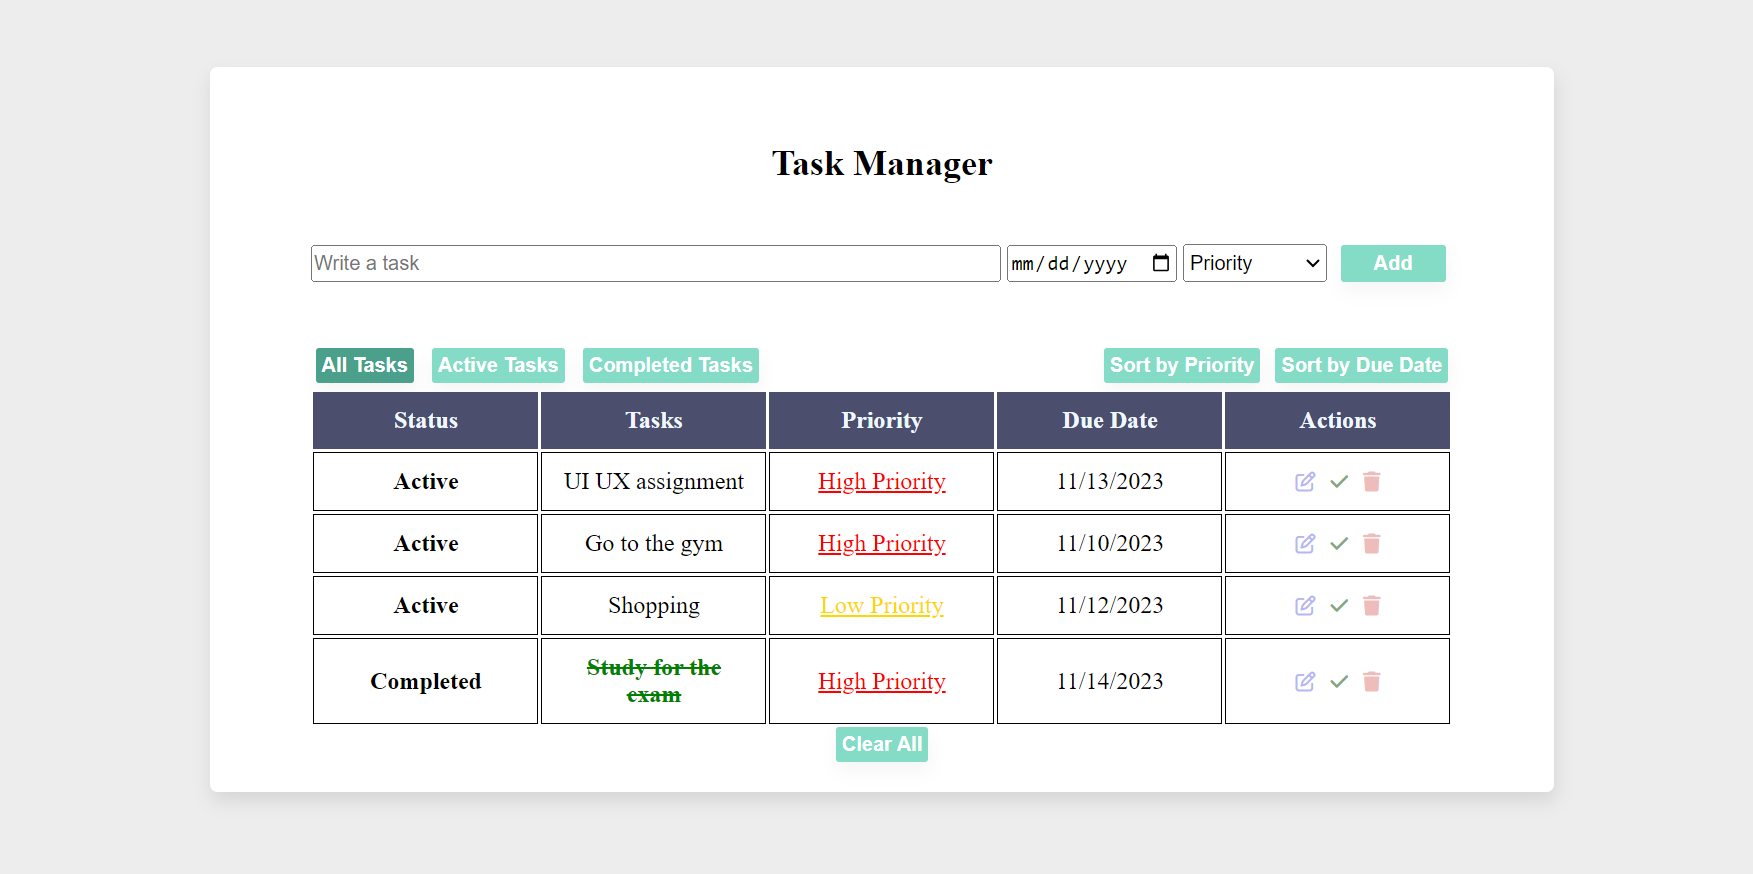 Task Manager
Write a task mm/dd/yyyy Priority Add
All Tasks Active Tasks Completed Tasks Sort by Priority Sort by Due Date
Status Tasks Priority Due Date Actions
Active UI UX assignment High Priority 11/13/2023
Active Go to the gym High Priority 11/10/2023
Active Shopping Low Priority 11/12/2023
Completed Study for the exam High Priority 11/14/2023
Clear All